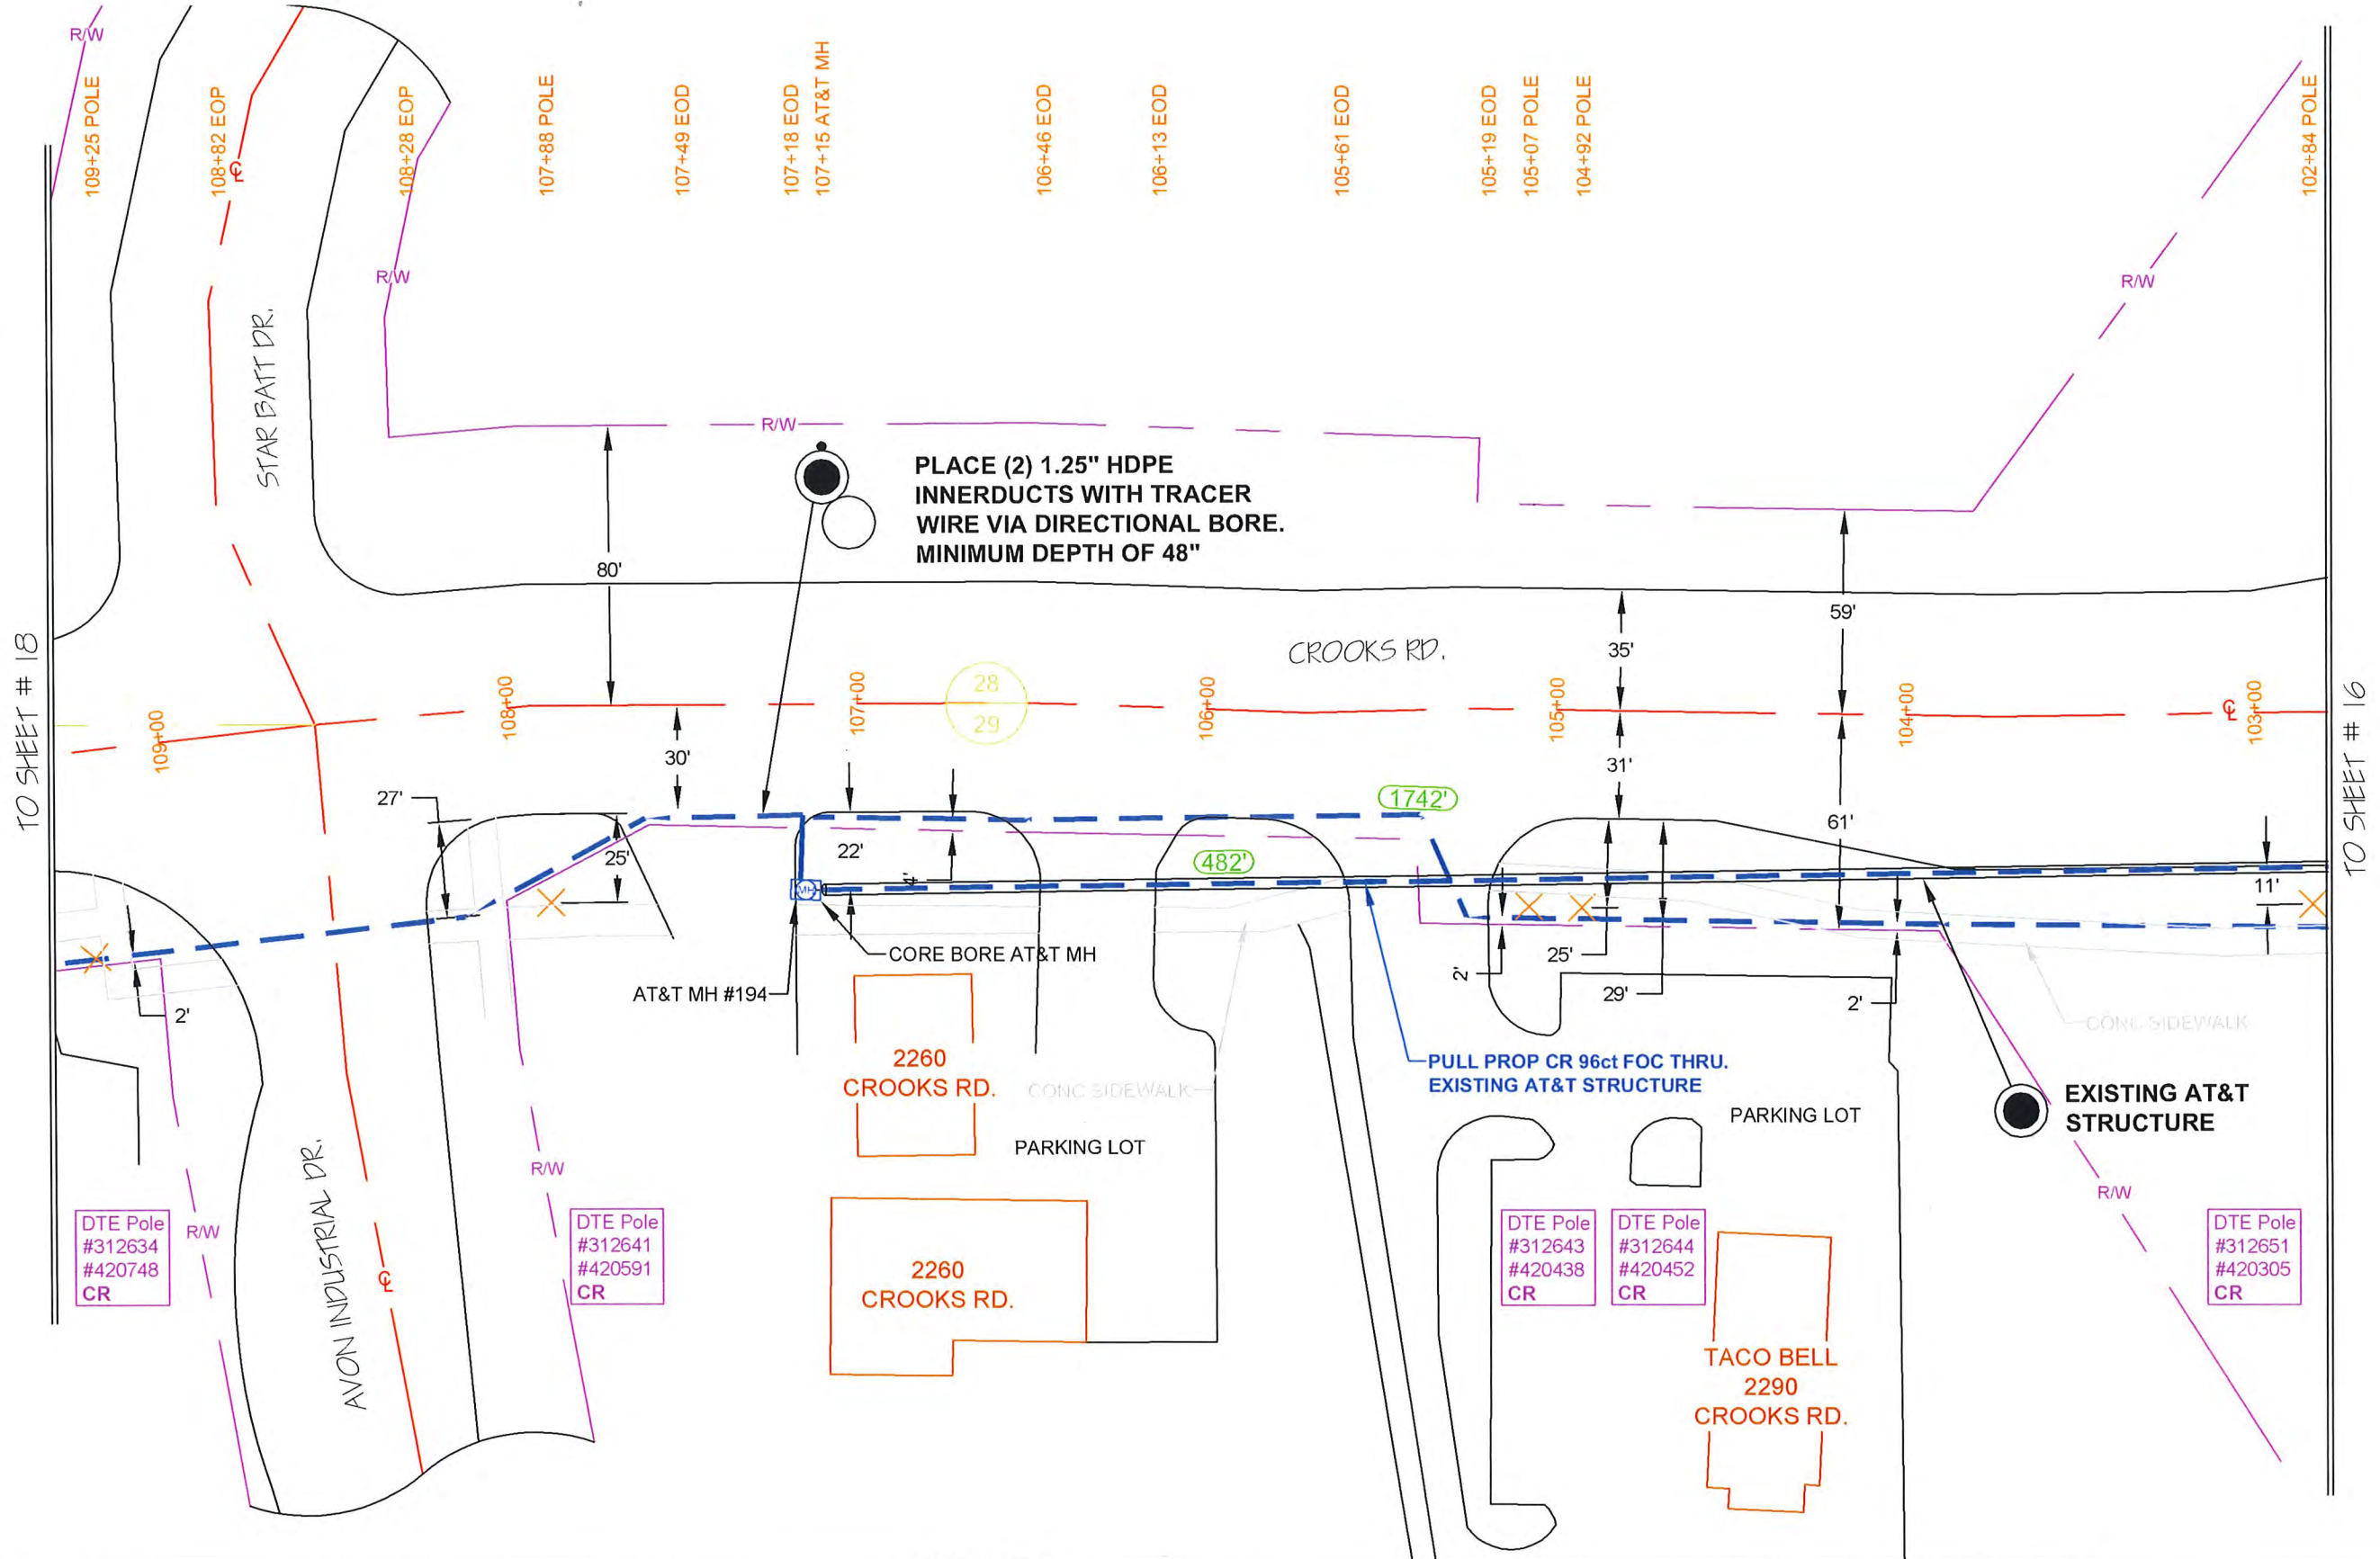 R/W
109+25 POLE
108+82 EOP
℄
108+28 EOP
107+88 POLE
107+49 EOD
107+18 EOD
107+15 AT&T MH
106+46 EOD
106+13 EOD
105+61 EOD
105+19 EOD
105+07 POLE
104+92 POLE
102+84 POLE
R/W
R/W
STAR BATT DR.
R/W
PLACE (2) 1.25" HDPE
INNERDUCTS WITH TRACER
WIRE VIA DIRECTIONAL BORE.
MINIMUM DEPTH OF 48"
80'
59'
35'
CROOKS RD.
TO SHEET # 18
TO SHEET # 16
109+00
108+00
107+00
28
29
106+00
105+00
104+00
℄
103+00
30'
31'
27'
1742'
61'
25'
22'
4'
482'
11'
MH
CORE BORE AT&T MH
AT&T MH #194
2'
2'
25'
29'
2'
CONC SIDEWALK
2260
CROOKS RD.
CONC SIDEWALK
PULL PROP CR 96ct FOC THRU.
EXISTING AT&T STRUCTURE
EXISTING AT&T
STRUCTURE
PARKING LOT
PARKING LOT
R/W
R/W
R/W
AVON INDUSTRIAL DR.
℄
DTE Pole
#312634
#420748
CR
DTE Pole
#312641
#420591
CR
2260
CROOKS RD.
DTE Pole
#312643
#420438
CR
DTE Pole
#312644
#420452
CR
DTE Pole
#312651
#420305
CR
TACO BELL
2290
CROOKS RD.